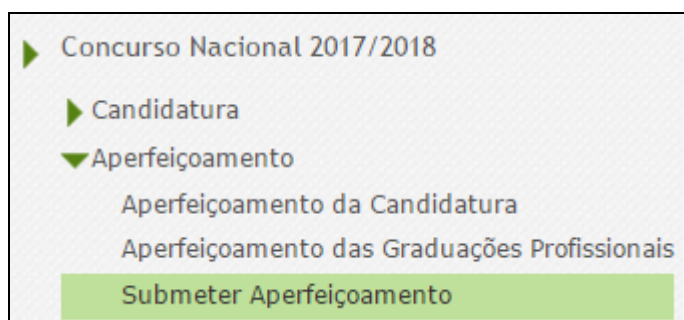 Concurso Nacional 2017/2018
Candidatura
Aperfeiçoamento
Aperfeiçoamento da Candidatura
Aperfeiçoamento das Graduações Profissionais
Submeter Aperfeiçoamento